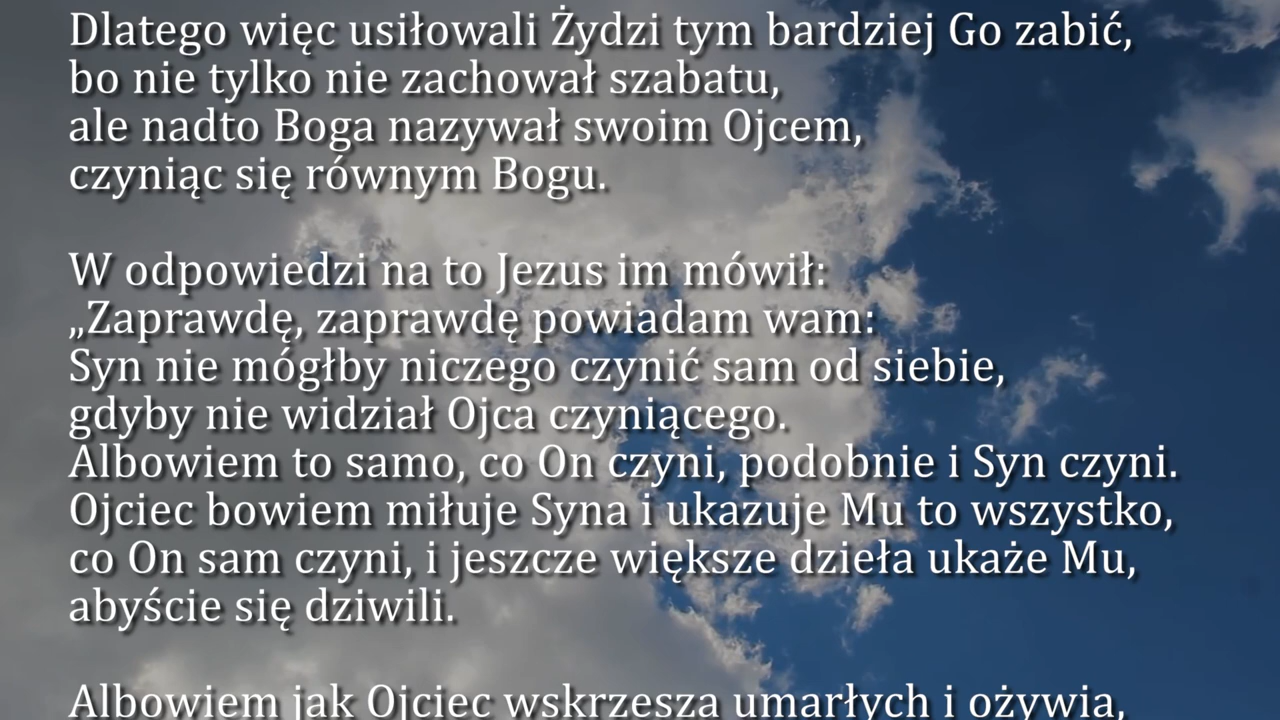 Dlatego więc usiłowali Żydzi tym bardziej Go zabić,
bo nie tylko nie zachował szabatu,
ale nadto Boga nazywał swoim Ojcem,
czyniąc się równym Bogu.
W odpowiedzi na to Jezus im mówił:
„Zaprawdę, zaprawdę powiadam wam:
Syn nie mógłby niczego czynić sam od siebie,
gdyby nie widział Ojca czyniącego.
Albowiem to samo, co On czyni, podobnie i Syn czyni.
Ojciec bowiem miłuje Syna i ukazuje Mu to wszystko,
co On sam czyni, i jeszcze większe dzieła ukaże Mu,
abyście się dziwili.
Albowiem jak Ojciec wskrzesza umarłych i ożywia,